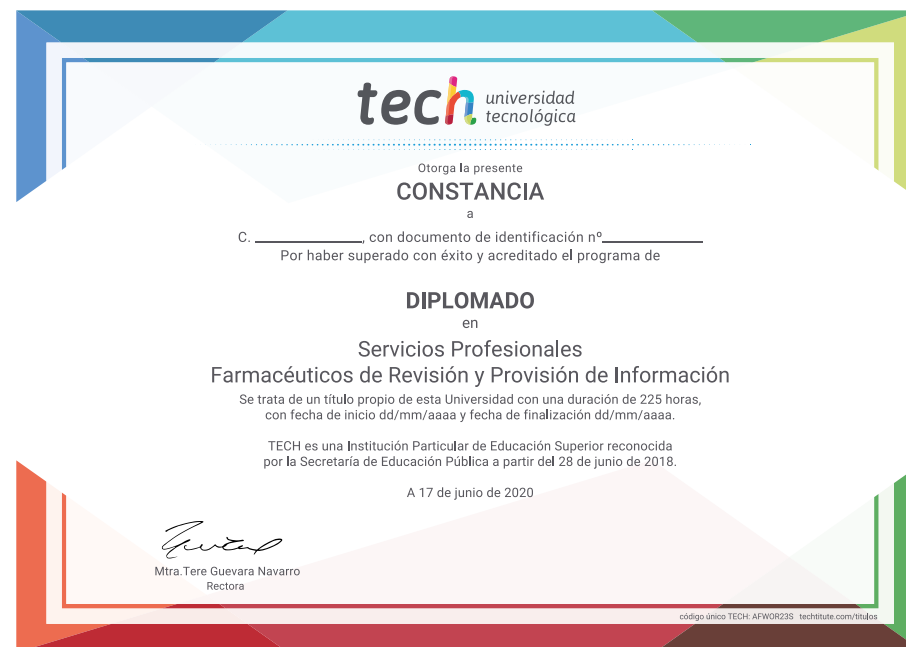 tech universidad
tecnológica
Otorga la presente
CONSTANCIA
a
C. ____________, con documento de identificación nº____________
Por haber superado con éxito y acreditado el programa de
DIPLOMADO
en
Servicios Profesionales
Farmacéuticos de Revisión y Provisión de Información
Se trata de un título propio de esta Universidad con una duración de 225 horas,
con fecha de inicio dd/mm/aaaa y fecha de finalización dd/mm/aaaa.
TECH es una Institución Particular de Educación Superior reconocida
por la Secretaría de Educación Pública a partir del 28 de junio de 2018.
A 17 de junio de 2020
Mtra.Tere Guevara Navarro
Rectora
código único TECH: AFWOR23S techtitute.com/titulos